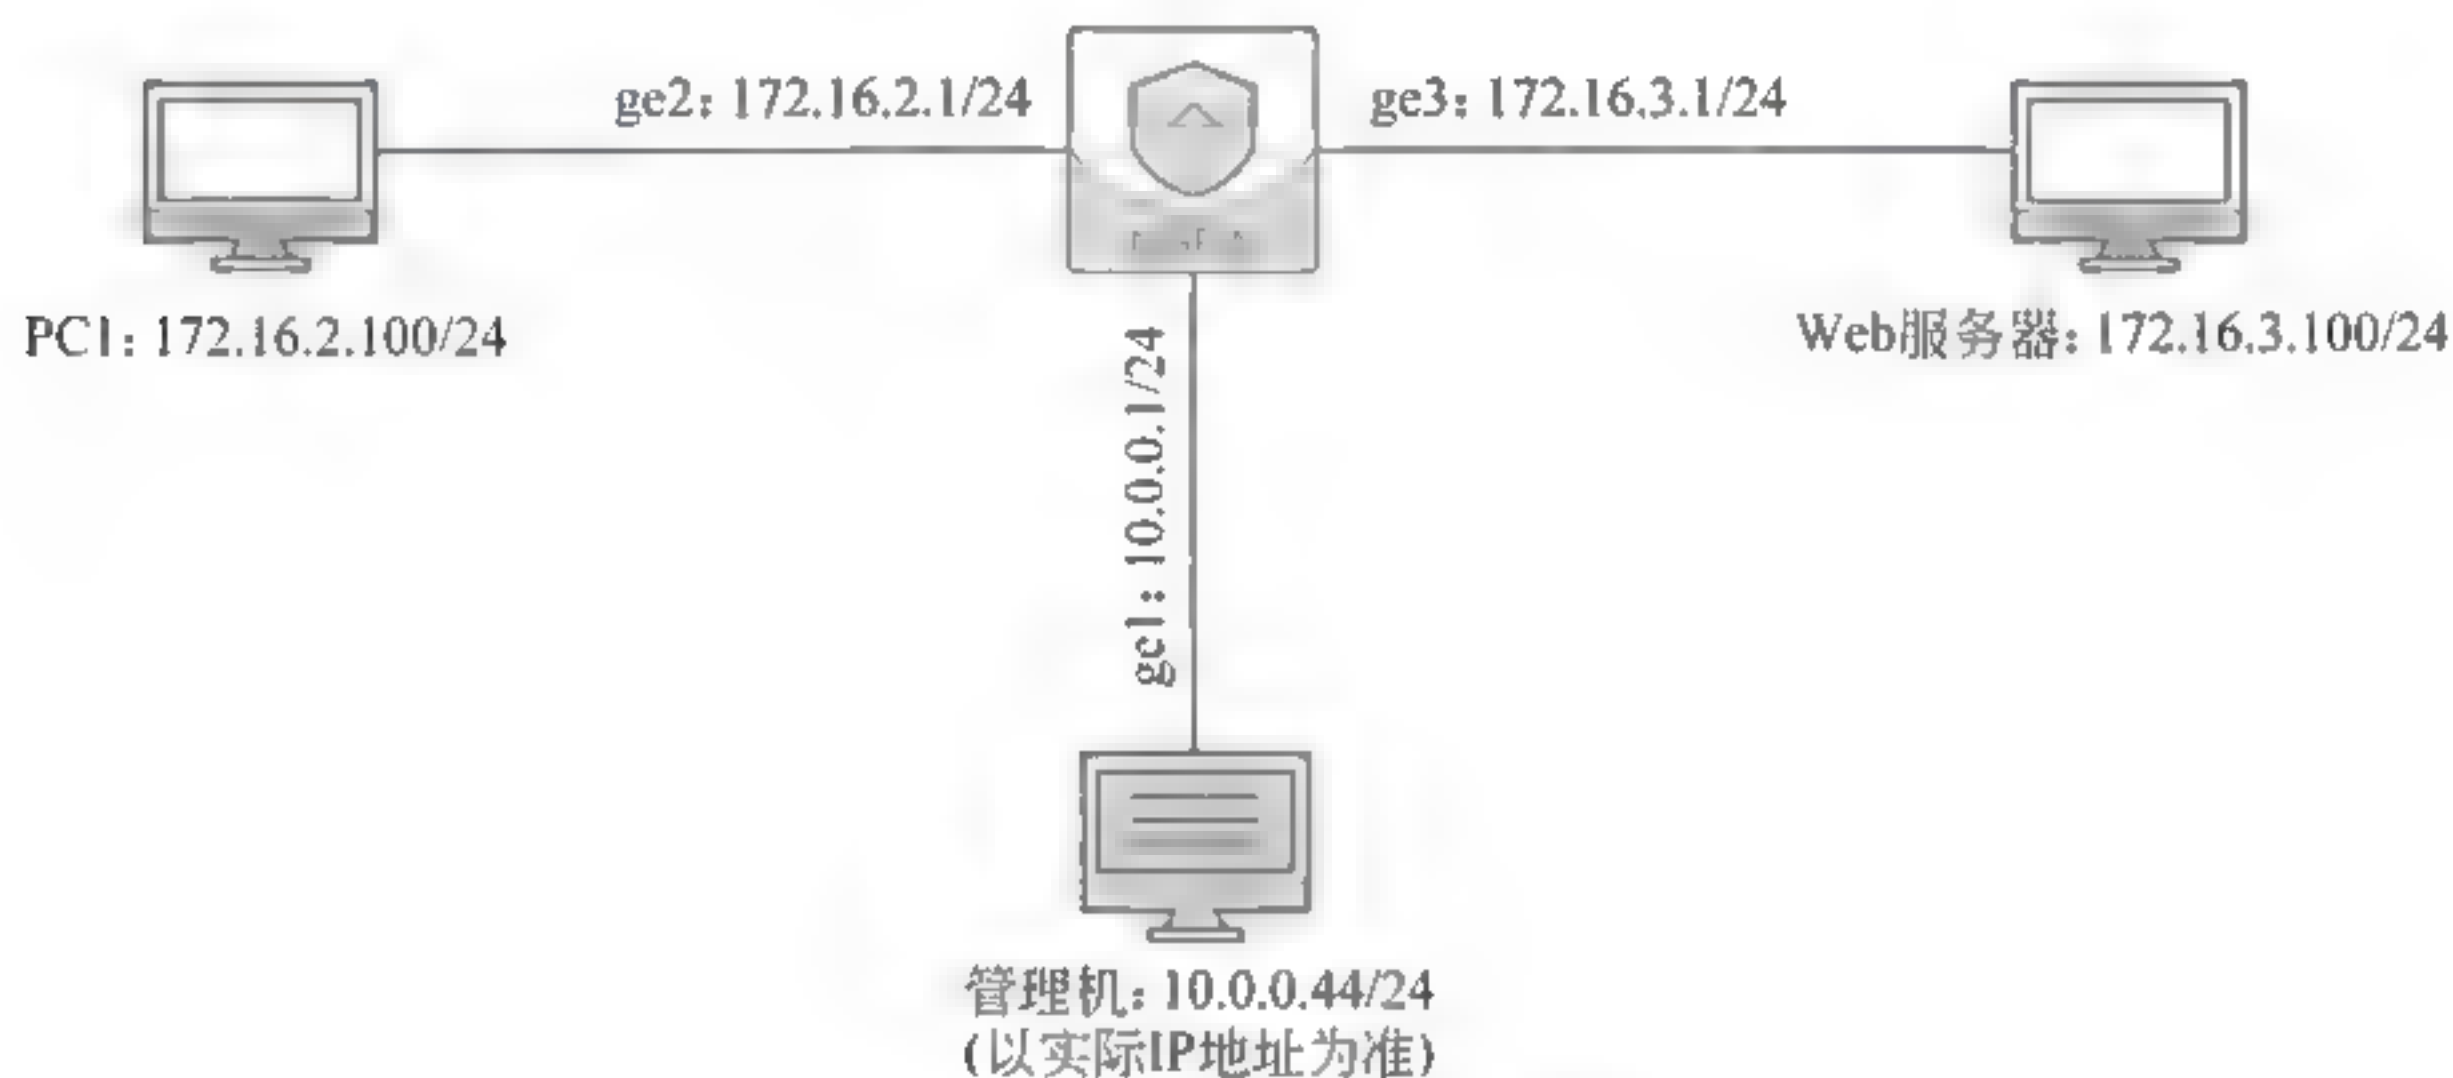 ge2: 172.16.2.1/24
ge3: 172.16.3.1/24
PC1: 172.16.2.100/24
Web服务器: 172.16.3.100/24
ge1: 10.0.0.1/24
管理机: 10.0.0.44/24
(以实际IP地址为准)